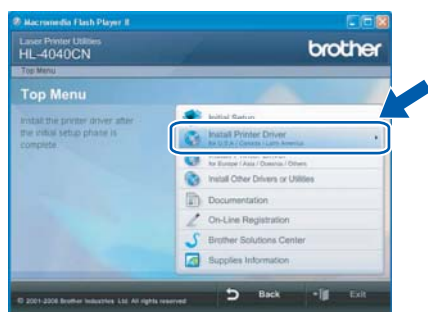 Macromedia Flash Player 8
Laser Printer Utilities
HL-4040CN
brother
Top Menu
Top Menu
Install the printer driver after
the initial setup phase is
complete.
Initial Setup
Install Printer Driver
for U.S.A / Canada / Latin America
Install Printer Driver
for Europe / Asia / Oceania / Others
Install Other Drivers or Utilities
Documentation
On-Line Registration
Brother Solutions Center
Supplies Information
© 2001-2006 Brother Industries Ltd. All rights reserved
Back
Exit